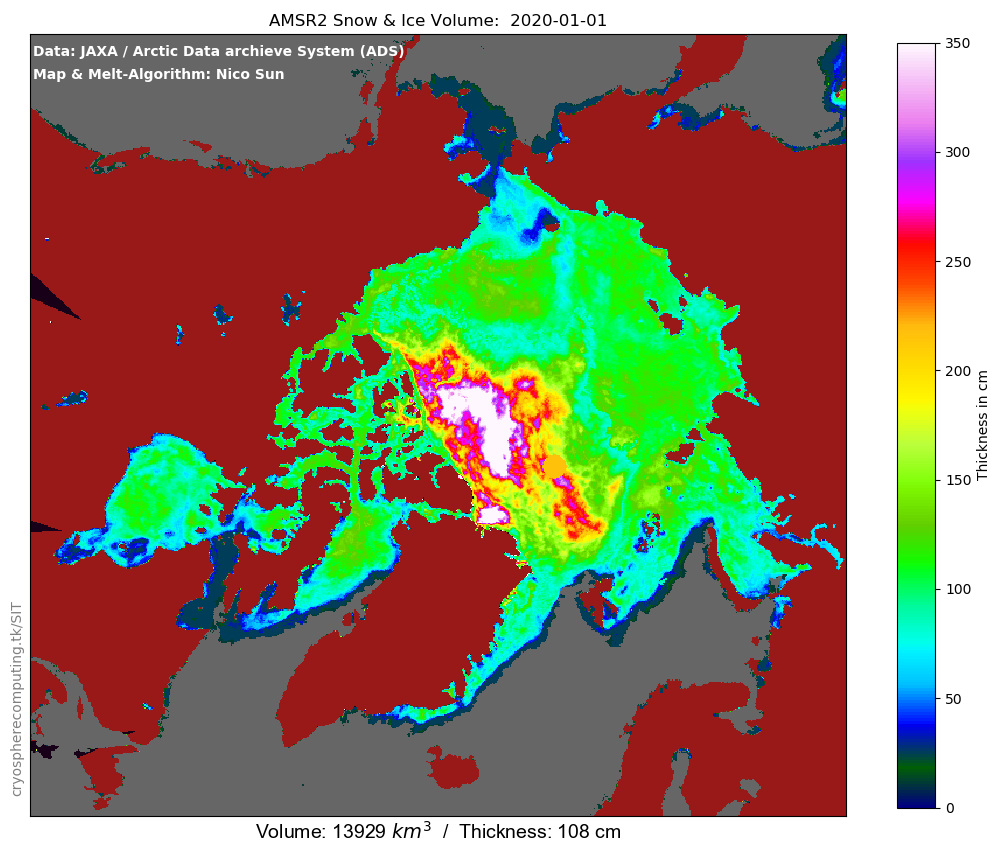 AMSR2 Snow & Ice Volume:  2020-01-01
Data: JAXA / Arctic Data archieve System (ADS)
Map & Melt-Algorithm: Nico Sun
350
300
250
200
150
100
50
0
Thickness in cm
cryospherecomputing.tk/SIT
Volume: 13929 km³  /  Thickness: 108 cm